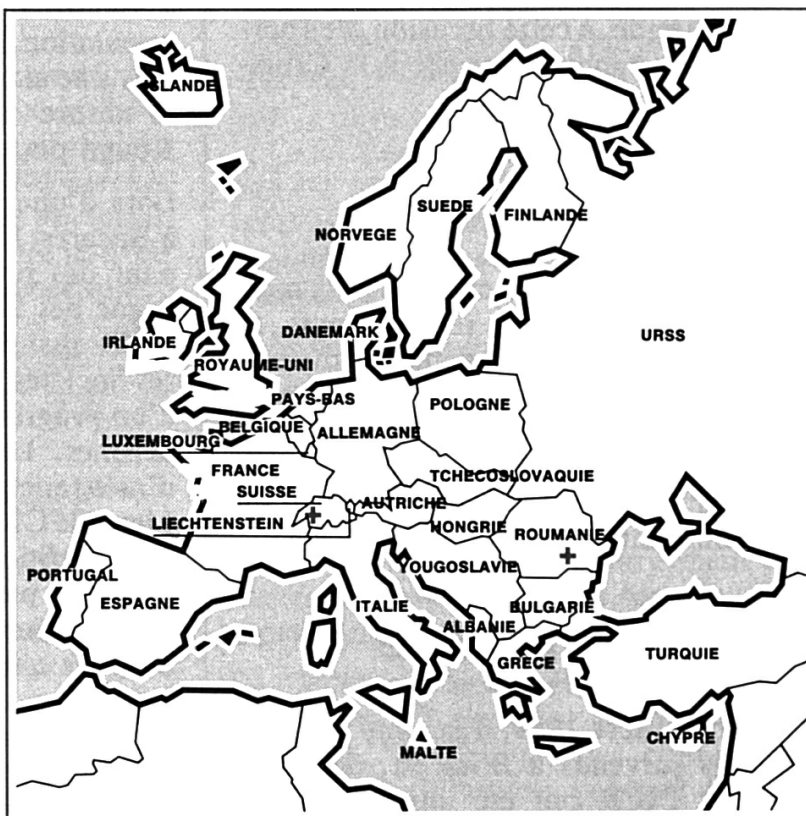 ISLANDE
SUEDE
FINLANDE
NORVEGE
DANEMARK
URSS
IRLANDE
ROYAUME-UNI
PAYS-BAS
POLOGNE
BELGIQUE
ALLEMAGNE
LUXEMBOURG
FRANCE
TCHECOSLOVAQUIE
SUISSE
AUTRICHE
LIECHTENSTEIN
HONGRIE
ROUMANIE
YOUGOSLAVIE
PORTUGAL
ESPAGNE
ITALIE
BULGARIE
ALBANIE
GRECE
TURQUIE
CHYPRE
MALTE